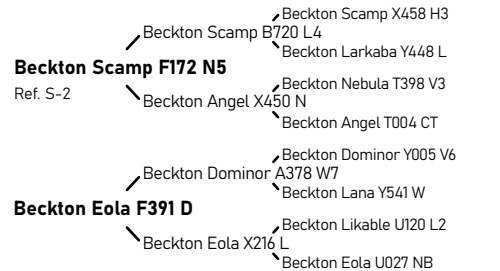 Beckton Scamp X458 H3
Beckton Scamp B720 L4
Beckton Larkaba Y448 L
Beckton Scamp F172 N5
Ref. S-2
Beckton Nebula T398 V3
Beckton Angel X450 N
Beckton Angel T004 CT
Beckton Dominor Y005 V6
Beckton Dominor A378 W7
Beckton Lana Y541 W
Beckton Eola F391 D
Beckton Likable U120 L2
Beckton Eola X216 L
Beckton Eola U027 NB